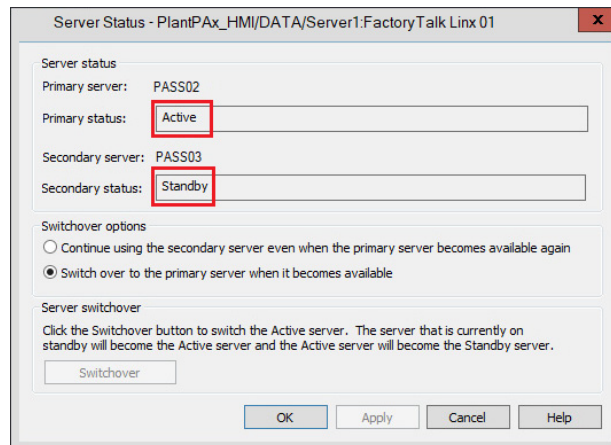 Server Status - PlantPAx_HMI/DATA/Server1:FactoryTalk Linx 01
x
Server status
Primary server: PASS02
Primary status: Active
Secondary server: PASS03
Secondary status: Standby
Switchover options
Continue using the secondary server even when the primary server becomes available again
Switch over to the primary server when it becomes available
Server switchover
Click the Switchover button to switch the Active server. The server that is currently on
standby will become the Active server and the Active server will become the Standby server.
Switchover
OK Apply Cancel Help